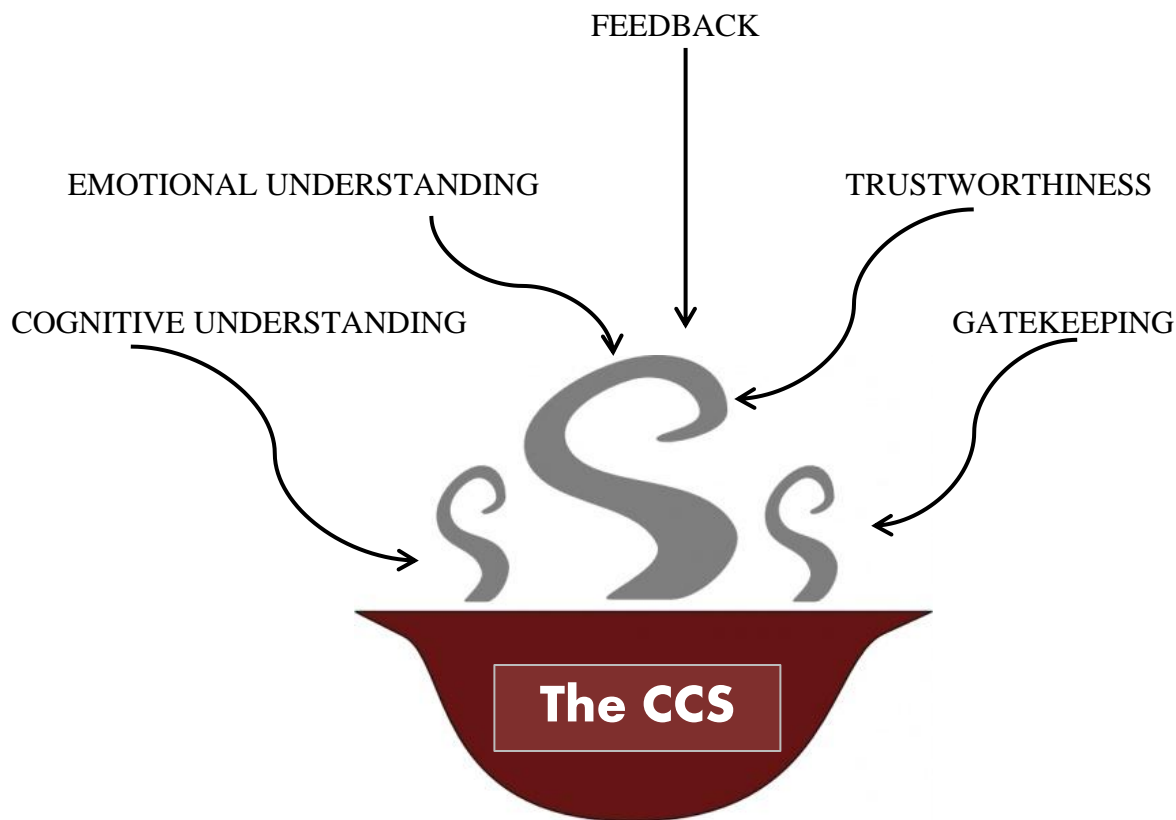 FEEDBACK
EMOTIONAL UNDERSTANDING
TRUSTWORTHINESS
COGNITIVE UNDERSTANDING
GATEKEEPING
The CCS